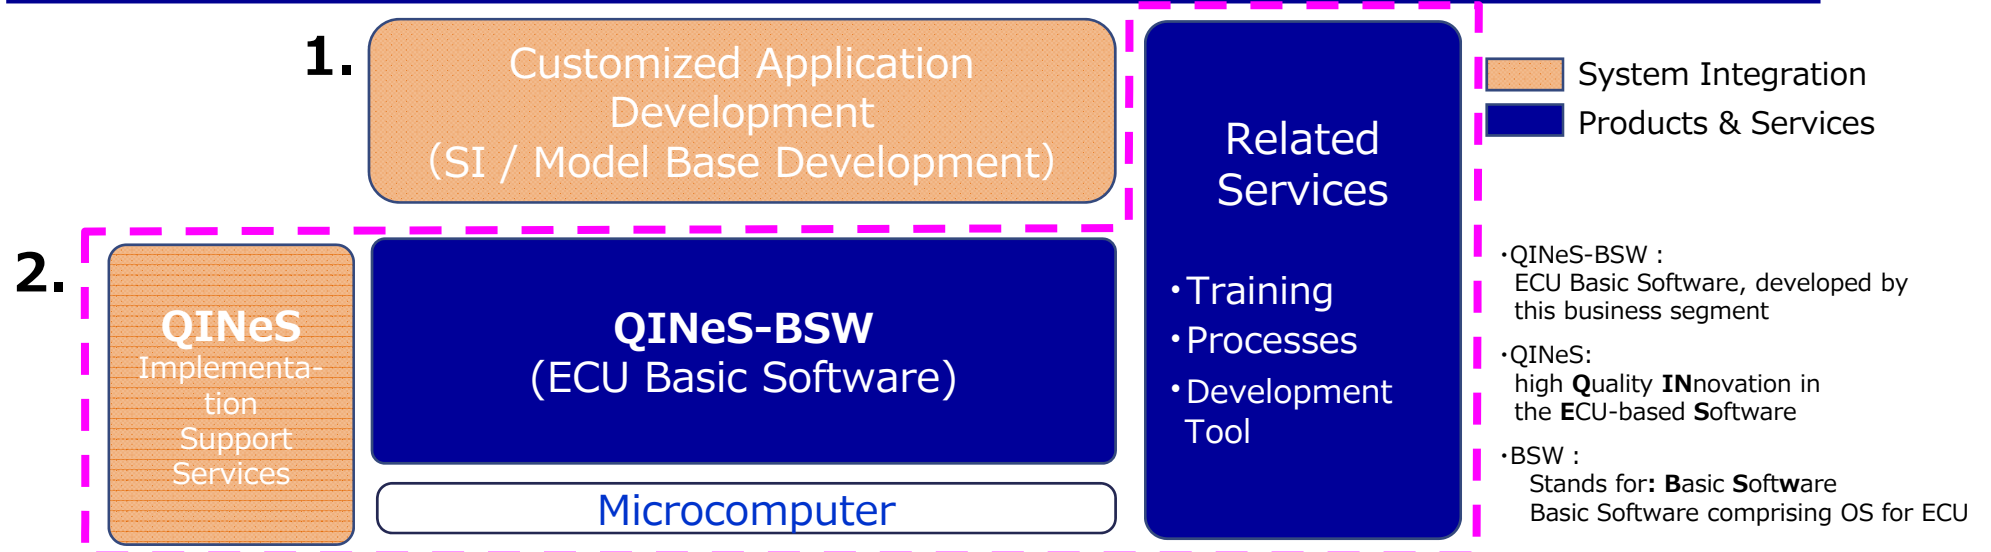 1.
Customized Application
Development
（SI / Model Base Development）
2.
QINeS
Implementa-
tion
Support
Services
QINeS-BSW
(ECU Basic Software)
Microcomputer
Related
Services
・Training
・Processes
・Development
Tool
System Integration
Products & Services
・QINeS-BSW :
ECU Basic Software, developed by
this business segment
・QINeS:
high Quality INnovation in
the ECU-based Software
・BSW :
Stands for: Basic Software
Basic Software comprising OS for ECU